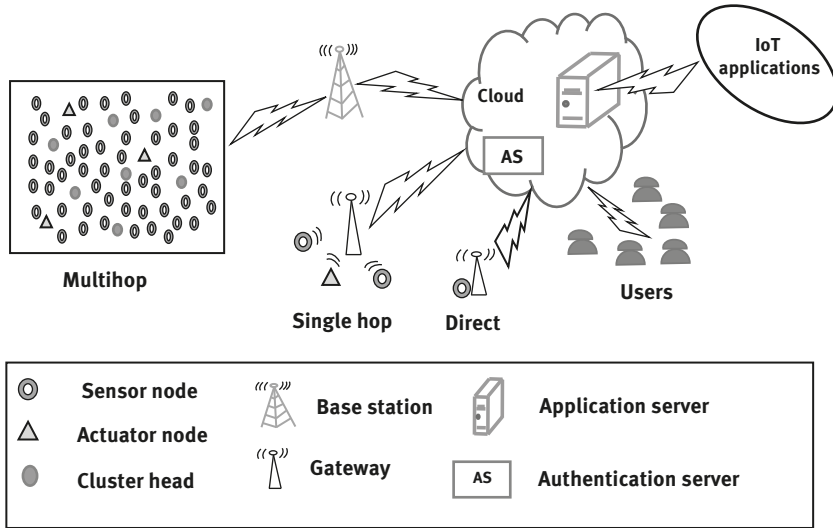 IoT
applications
Cloud
AS
Multihop
Single hop
Direct
Users
Sensor node
Base station
Application server
Actuator node
Gateway
Cluster head
AS
Authentication server